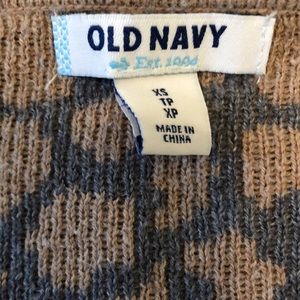 OLD NAVY
Est. 1994
XS
TP
XP
MADE IN
CHINA